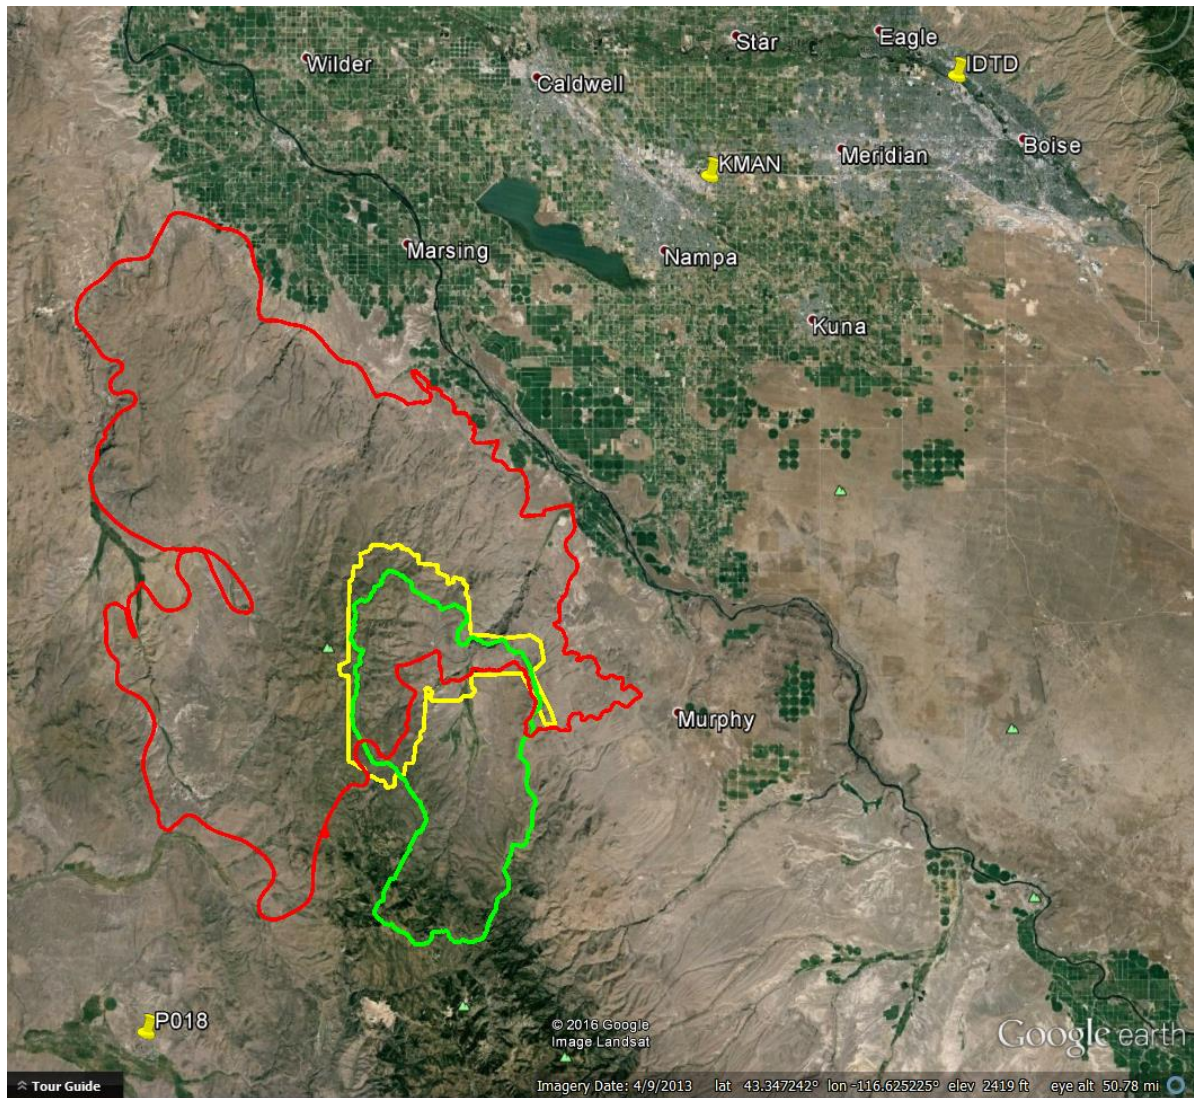 Star
Eagle
Wilder
IDTD
Caldwell
Boise
KMAN
Meridian
Marsing
Nampa
Kuna
Murphy
P018
© 2016 Google
Image Landsat
Google earth
Tour Guide
Imagery Date: 4/9/2013 lat 43.347242° lon -116.625225° elev 2419 ft eye alt 50.78 mi